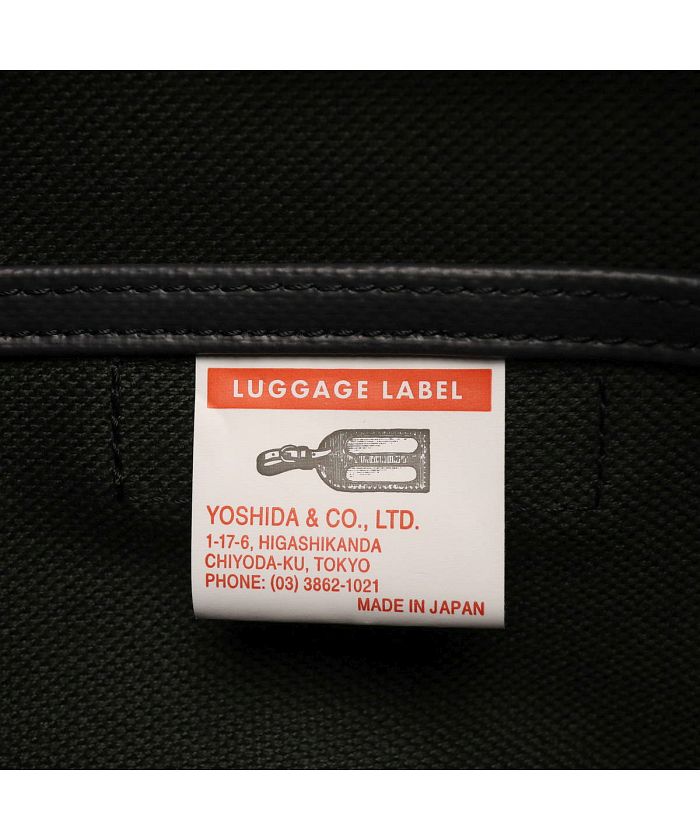 LUGGAGE LABEL
YOSHIDA & CO., LTD.
1-17-6, HIGASHIKANDA
CHIYODA-KU, TOKYO
PHONE: (03) 3862-1021
MADE IN JAPAN